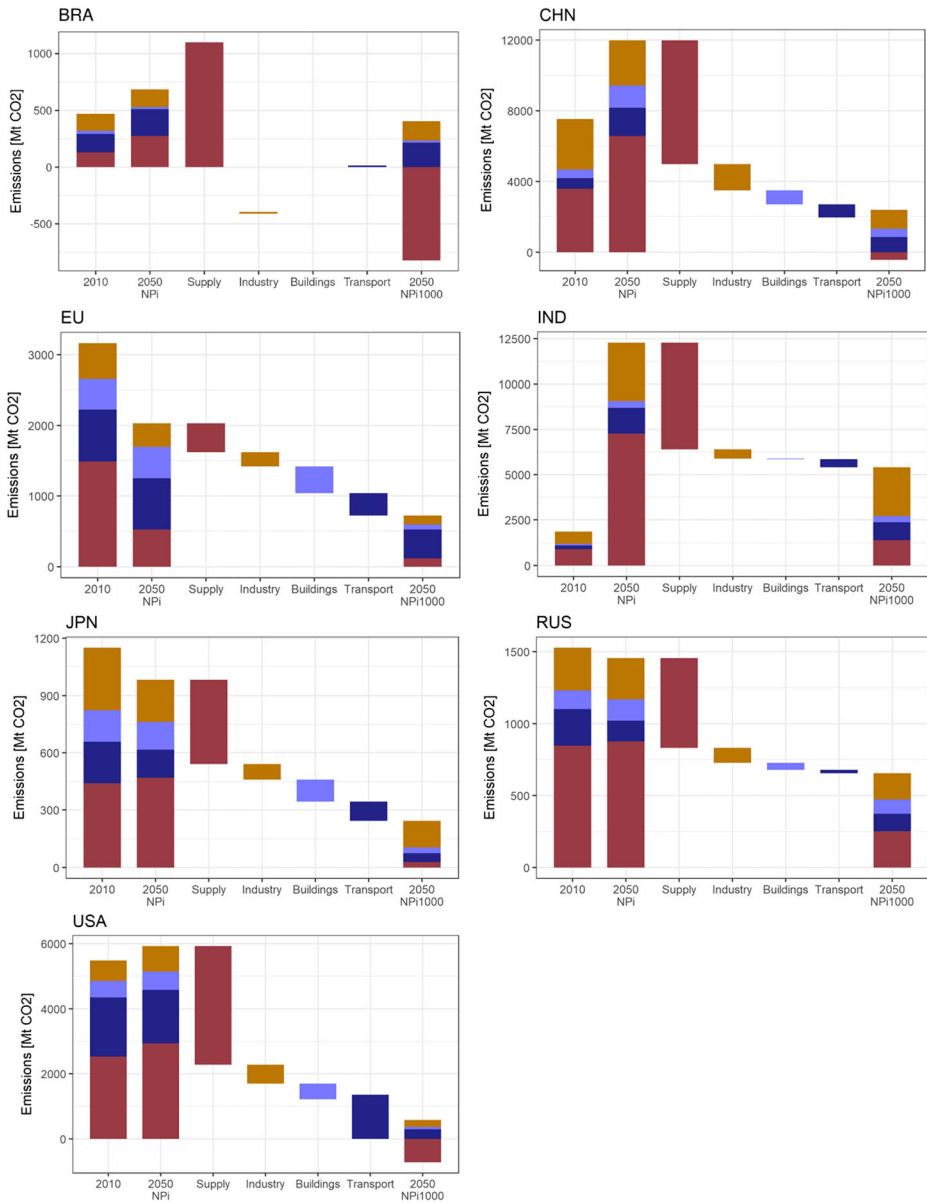 BRA
Emissions [Mt CO2]
1000
500
0
-500
2010
2050
NPi
Supply
Industry
Buildings
Transport
2050
NPi1000
CHN
Emissions [Mt CO2]
12000
8000
4000
0
2010
2050
NPi
Supply
Industry
Buildings
Transport
2050
NPi1000
EU
Emissions [Mt CO2]
3000
2000
1000
0
2010
2050
NPi
Supply
Industry
Buildings
Transport
2050
NPi1000
IND
Emissions [Mt CO2]
12500
10000
7500
5000
2500
0
2010
2050
NPi
Supply
Industry
Buildings
Transport
2050
NPi1000
JPN
Emissions [Mt CO2]
1200
900
600
300
0
2010
2050
NPi
Supply
Industry
Buildings
Transport
2050
NPi1000
RUS
Emissions [Mt CO2]
1500
1000
500
0
2010
2050
NPi
Supply
Industry
Buildings
Transport
2050
NPi1000
USA
Emissions [Mt CO2]
6000
4000
2000
0
2010
2050
NPi
Supply
Industry
Buildings
Transport
2050
NPi1000